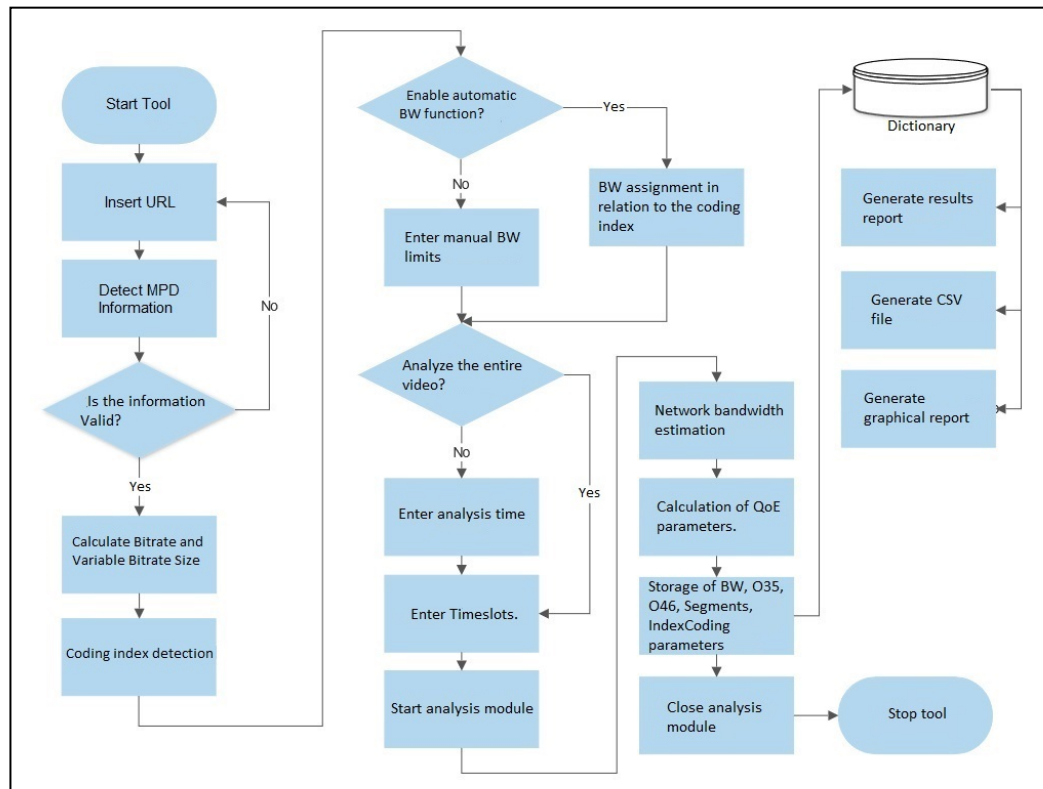 Start Tool
Insert URL
Detect MPD
Information
No
Is the information
Valid?
Yes
Calculate Bitrate and
Variable Bitrate Size
Coding index detection
Enable automatic
BW function?
Yes
No
BW assignment in
relation to the coding
index
Enter manual BW
limits
Analyze the entire
video?
No
Yes
Enter analysis time
Enter Timeslots.
Start analysis module
Network bandwidth
estimation
Calculation of QoE
parameters.
Storage of BW, O35,
O46, Segments,
IndexCoding
parameters
Close analysis
module
Stop tool
Dictionary
Generate results
report
Generate CSV
file
Generate
graphical report